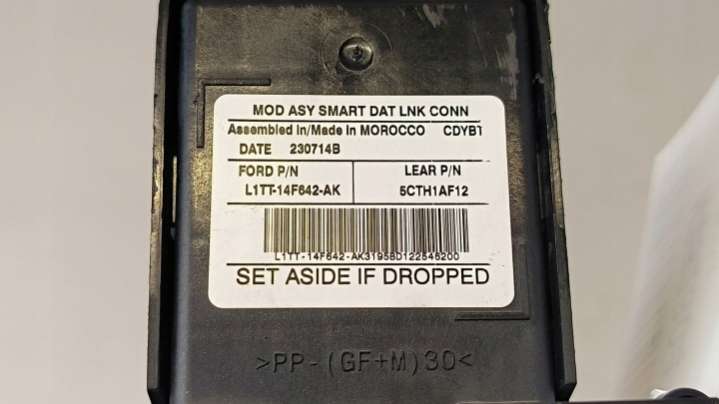 MOD ASY SMART DAT LNK CONN
Assembled In/Made In MOROCCO CDYB1
DATE 230714B
FORD P/N LEAR P/N
L1TT-14F642-AK 5CTH1AF12
L1TT-14F642-AK3195BD122546200
SET ASIDE IF DROPPED
>PP-(GF+M)30<